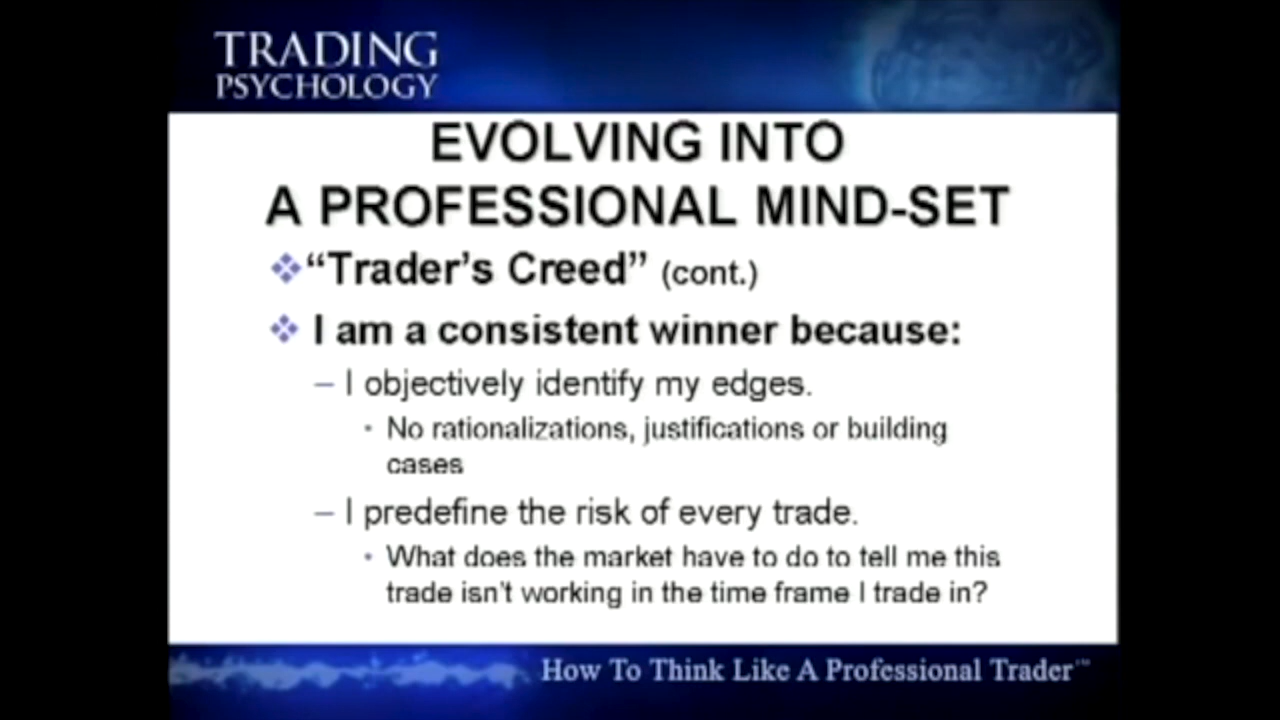 TRADING
PSYCHOLOGY
EVOLVING INTO
A PROFESSIONAL MIND-SET
❖ “Trader’s Creed” (cont.)
❖ I am a consistent winner because:
– I objectively identify my edges.
• No rationalizations, justifications or building
cases
– I predefine the risk of every trade.
• What does the market have to do to tell me this
trade isn’t working in the time frame I trade in?
How To Think Like A Professional Trader™